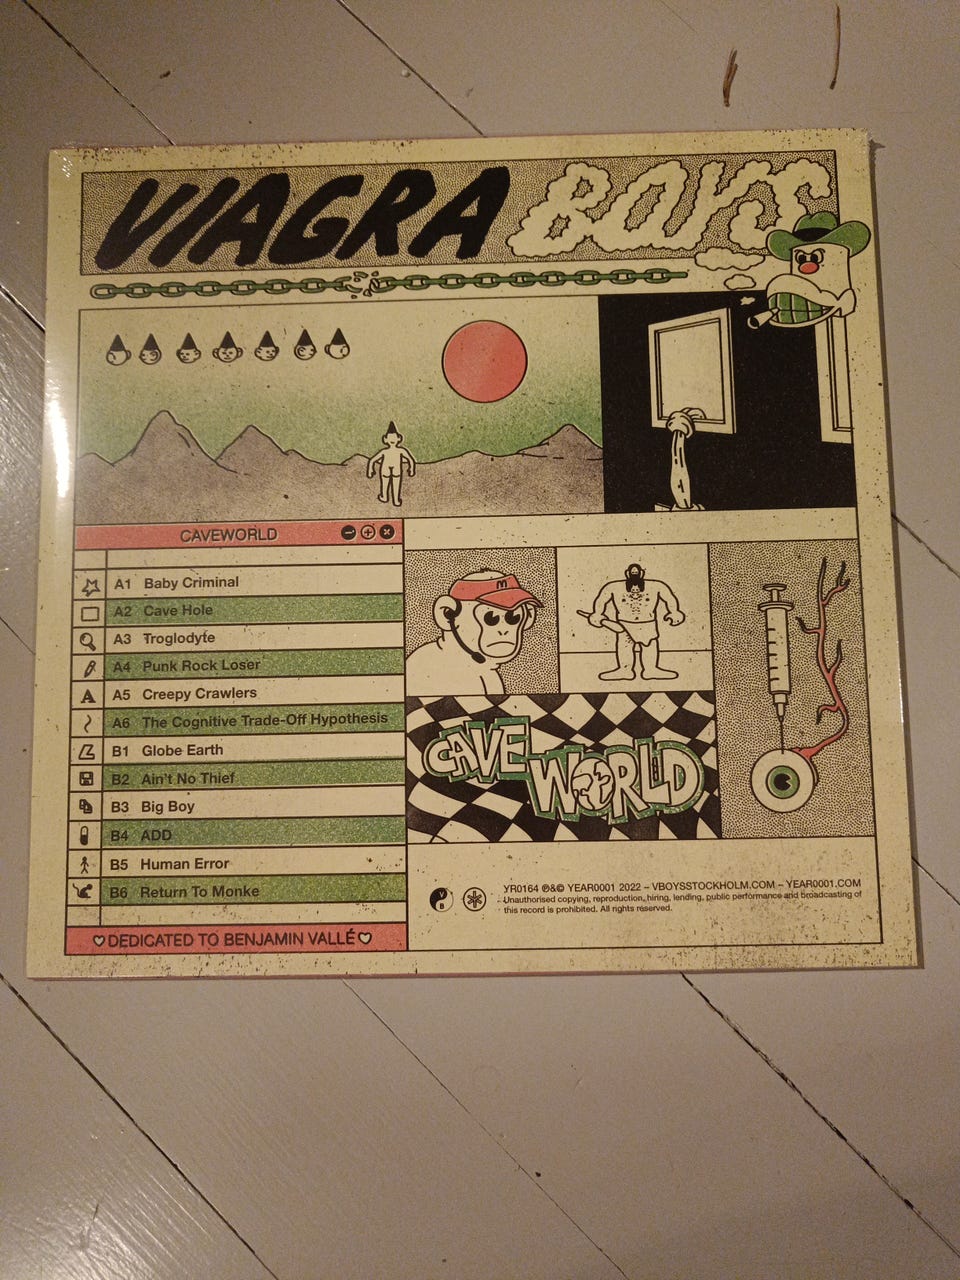 VIAGRA BOYS
CAVEWORLD
A1 Baby Criminal
A2 Cave Hole
A3 Troglodyte
A4 Punk Rock Loser
A5 Creepy Crawlers
A6 The Cognitive Trade-Off Hypothesis
B1 Globe Earth
B2 Ain't No Thief
B3 Big Boy
B4 ADD
B5 Human Error
B6 Return To Monke
♡DEDICATED TO BENJAMIN VALLÉ♡
CAVE
WORLD
V
B
YR0164 ℗&© YEAR0001 2022 – VBOYSSTOCKHOLM.COM – YEAR0001.COM
Unauthorised copying, reproduction, hiring, lending, public performance and broadcasting of
this record is prohibited. All rights reserved.